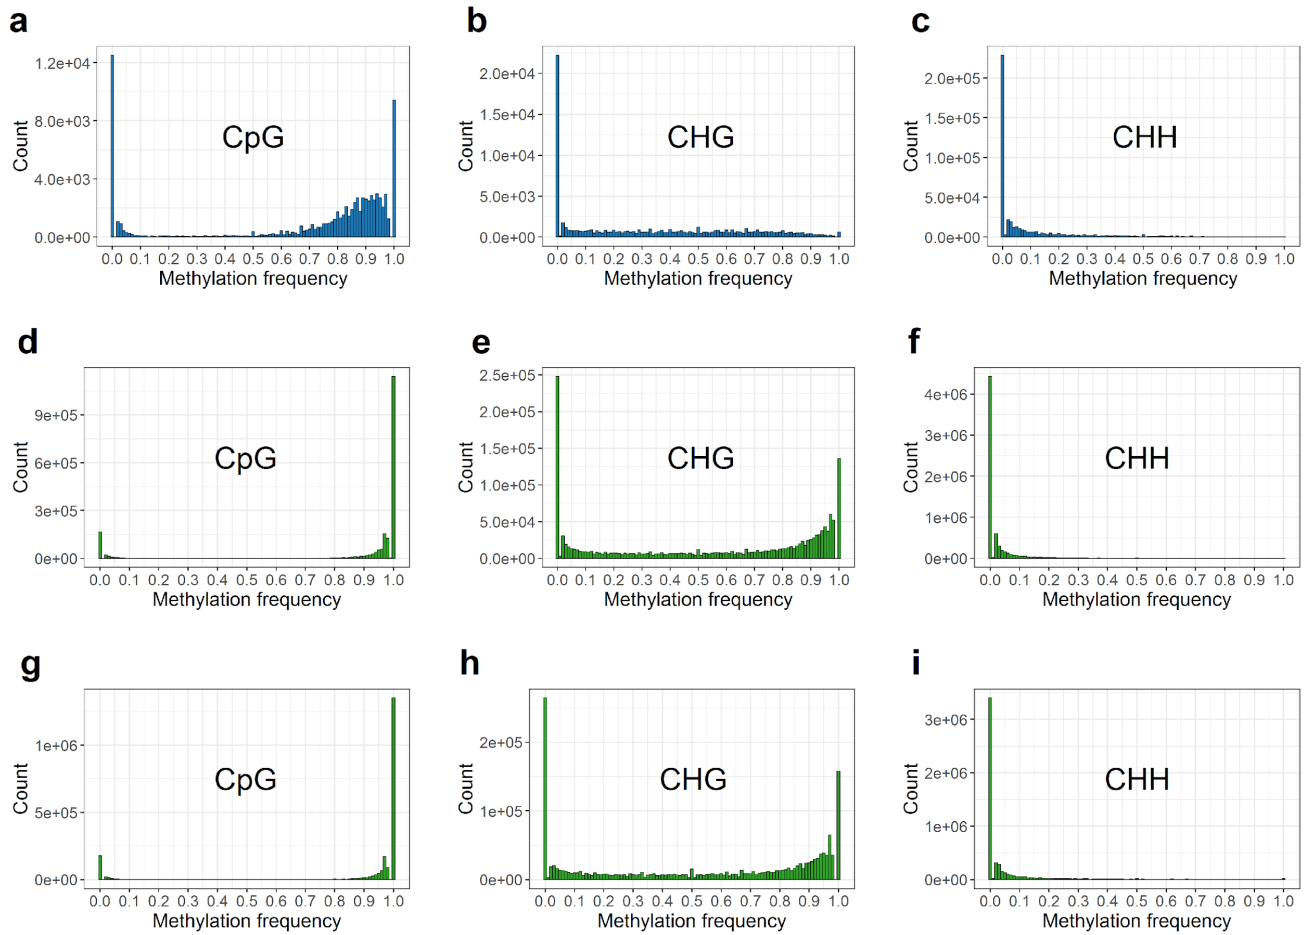 a
b
c
1.2e+04
8.0e+03
4.0e+03
0.0e+00
Count
CpG
0.0 0.1 0.2 0.3 0.4 0.5 0.6 0.7 0.8 0.9 1.0
Methylation frequency
2.0e+04
1.5e+04
1.0e+04
5.0e+03
0.0e+00
Count
CHG
0.0 0.1 0.2 0.3 0.4 0.5 0.6 0.7 0.8 0.9 1.0
Methylation frequency
2.0e+05
1.5e+05
1.0e+05
5.0e+04
0.0e+00
Count
CHH
0.0 0.1 0.2 0.3 0.4 0.5 0.6 0.7 0.8 0.9 1.0
Methylation frequency
d
e
f
9e+05
6e+05
3e+05
0e+00
Count
CpG
0.0 0.1 0.2 0.3 0.4 0.5 0.6 0.7 0.8 0.9 1.0
Methylation frequency
2.5e+05
2.0e+05
1.5e+05
1.0e+05
5.0e+04
0.0e+00
Count
CHG
0.0 0.1 0.2 0.3 0.4 0.5 0.6 0.7 0.8 0.9 1.0
Methylation frequency
4e+06
3e+06
2e+06
1e+06
0e+00
Count
CHH
0.0 0.1 0.2 0.3 0.4 0.5 0.6 0.7 0.8 0.9 1.0
Methylation frequency
g
h
i
1e+06
5e+05
0e+00
Count
CpG
0.0 0.1 0.2 0.3 0.4 0.5 0.6 0.7 0.8 0.9 1.0
Methylation frequency
2e+05
1e+05
0e+00
Count
CHG
0.0 0.1 0.2 0.3 0.4 0.5 0.6 0.7 0.8 0.9 1.0
Methylation frequency
3e+06
2e+06
1e+06
0e+00
Count
CHH
0.0 0.1 0.2 0.3 0.4 0.5 0.6 0.7 0.8 0.9 1.0
Methylation frequency